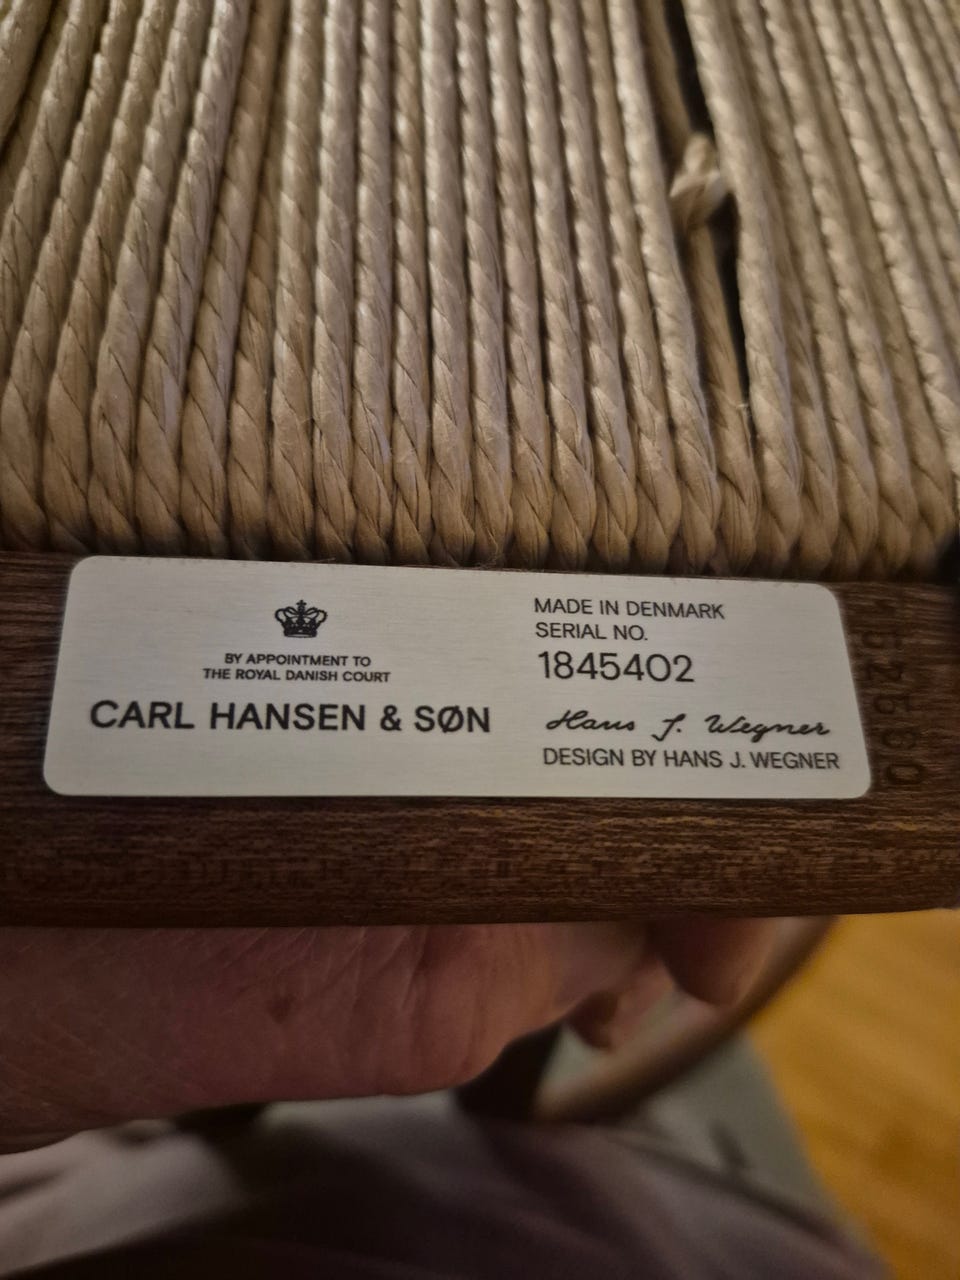 BY APPOINTMENT TO
THE ROYAL DANISH COURT
CARL HANSEN & SØN
MADE IN DENMARK
SERIAL NO.
1845402
Hans J. Wegner
DESIGN BY HANS J. WEGNER